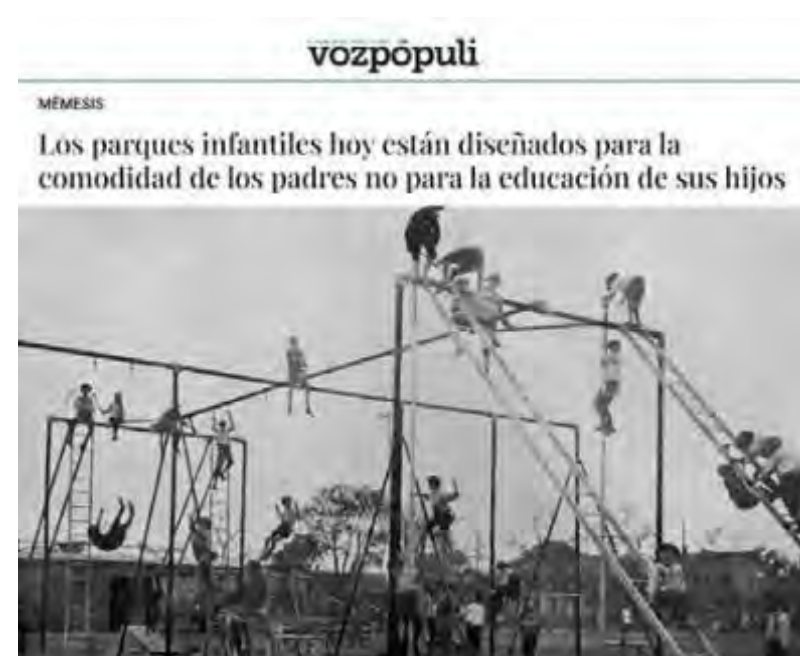 vozpópuli
MÉMESIS
Los parques infantiles hoy están diseñados para la
comodidad de los padres no para la educación de sus hijos